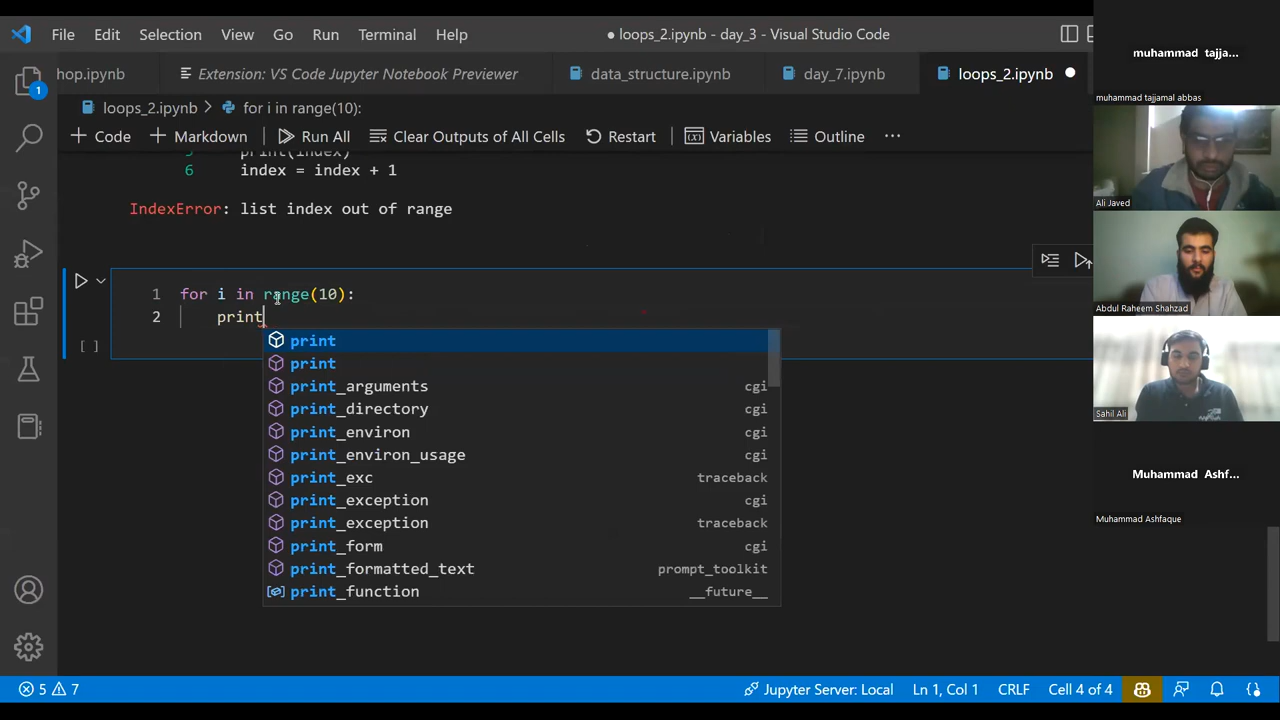 File Edit Selection View Go Run Terminal Help
● loops_2.ipynb - day_3 - Visual Studio Code
hop.ipynb Extension: VS Code Jupyter Notebook Previewer data_structure.ipynb day_7.ipynb loops_2.ipynb
loops_2.ipynb > for i in range(10):
+ Code + Markdown Run All Clear Outputs of All Cells Restart Variables Outline ...
5 print(index)
6 index = index + 1
IndexError: list index out of range
1 for i in range(10):
2 print
[ ]
print
print
print_arguments cgi
print_directory cgi
print_environ cgi
print_environ_usage cgi
print_exc traceback
print_exception cgi
print_exception traceback
print_form cgi
print_formatted_text prompt_toolkit
print_function __future__
1
5 7 Jupyter Server: Local Ln 1, Col 1 CRLF Cell 4 of 4
muhammad tajja...
muhammad tajjamal abbas
Ali Javed
Abdul Raheem Shahzad
Sahil Ali
Muhammad Ashf...
Muhammad Ashfaque